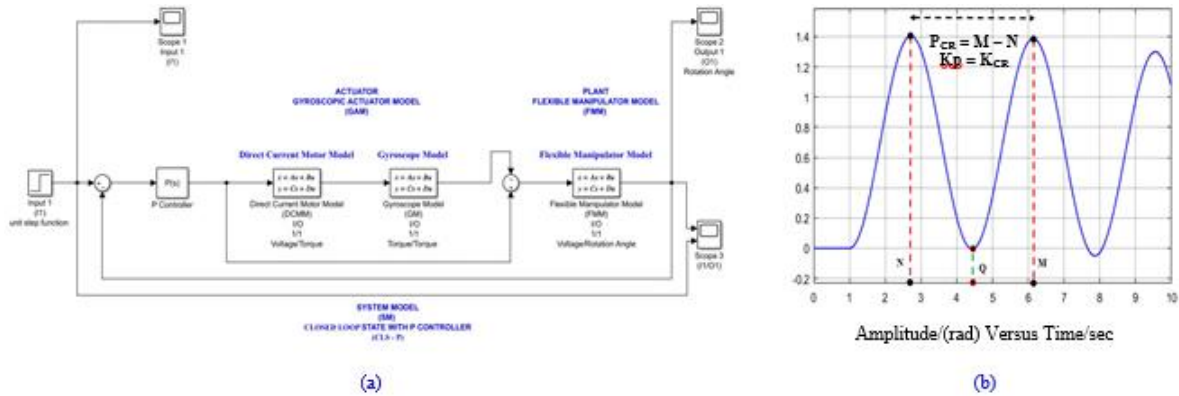 Scope 1
Input 1
(I1)
Scope 2
Output 1
(O1)
Rotation Angle
ACTUATOR
GYROSCOPIC ACTUATOR MODEL
(GAM)
PLANT
FLEXIBLE MANIPULATOR MODEL
(FMM)
Direct Current Motor Model
Gyroscope Model
Flexible Manipulator Model
Input 1
(I1)
unit step function
P(s)
P Controller
ẋ = Ax + Bu
y = Cx + Du
Direct Current Motor Model
(DCMM)
I/O
1/1
Voltage/Torque
ẋ = Ax + Bu
y = Cx + Du
Gyroscope Model
(GM)
I/O
1/1
Torque/Torque
ẋ = Ax + Bu
y = Cx + Du
Flexible Manipulator Model
(FMM)
I/O
1/1
Voltage/Rotation Angle
Scope 3
(I1/O1)
SYSTEM MODEL
(SM)
CLOSED LOOP STATE WITH P CONTROLLER
(CLS - P)
(a)
P_CR = M – N
Kp = K_CR
1.4
1.2
1
0.8
0.6
0.4
0.2
0
-0.2
N
Q
M
0 1 2 3 4 5 6 7 8 9 10
Amplitude/(rad) Versus Time/sec
(b)